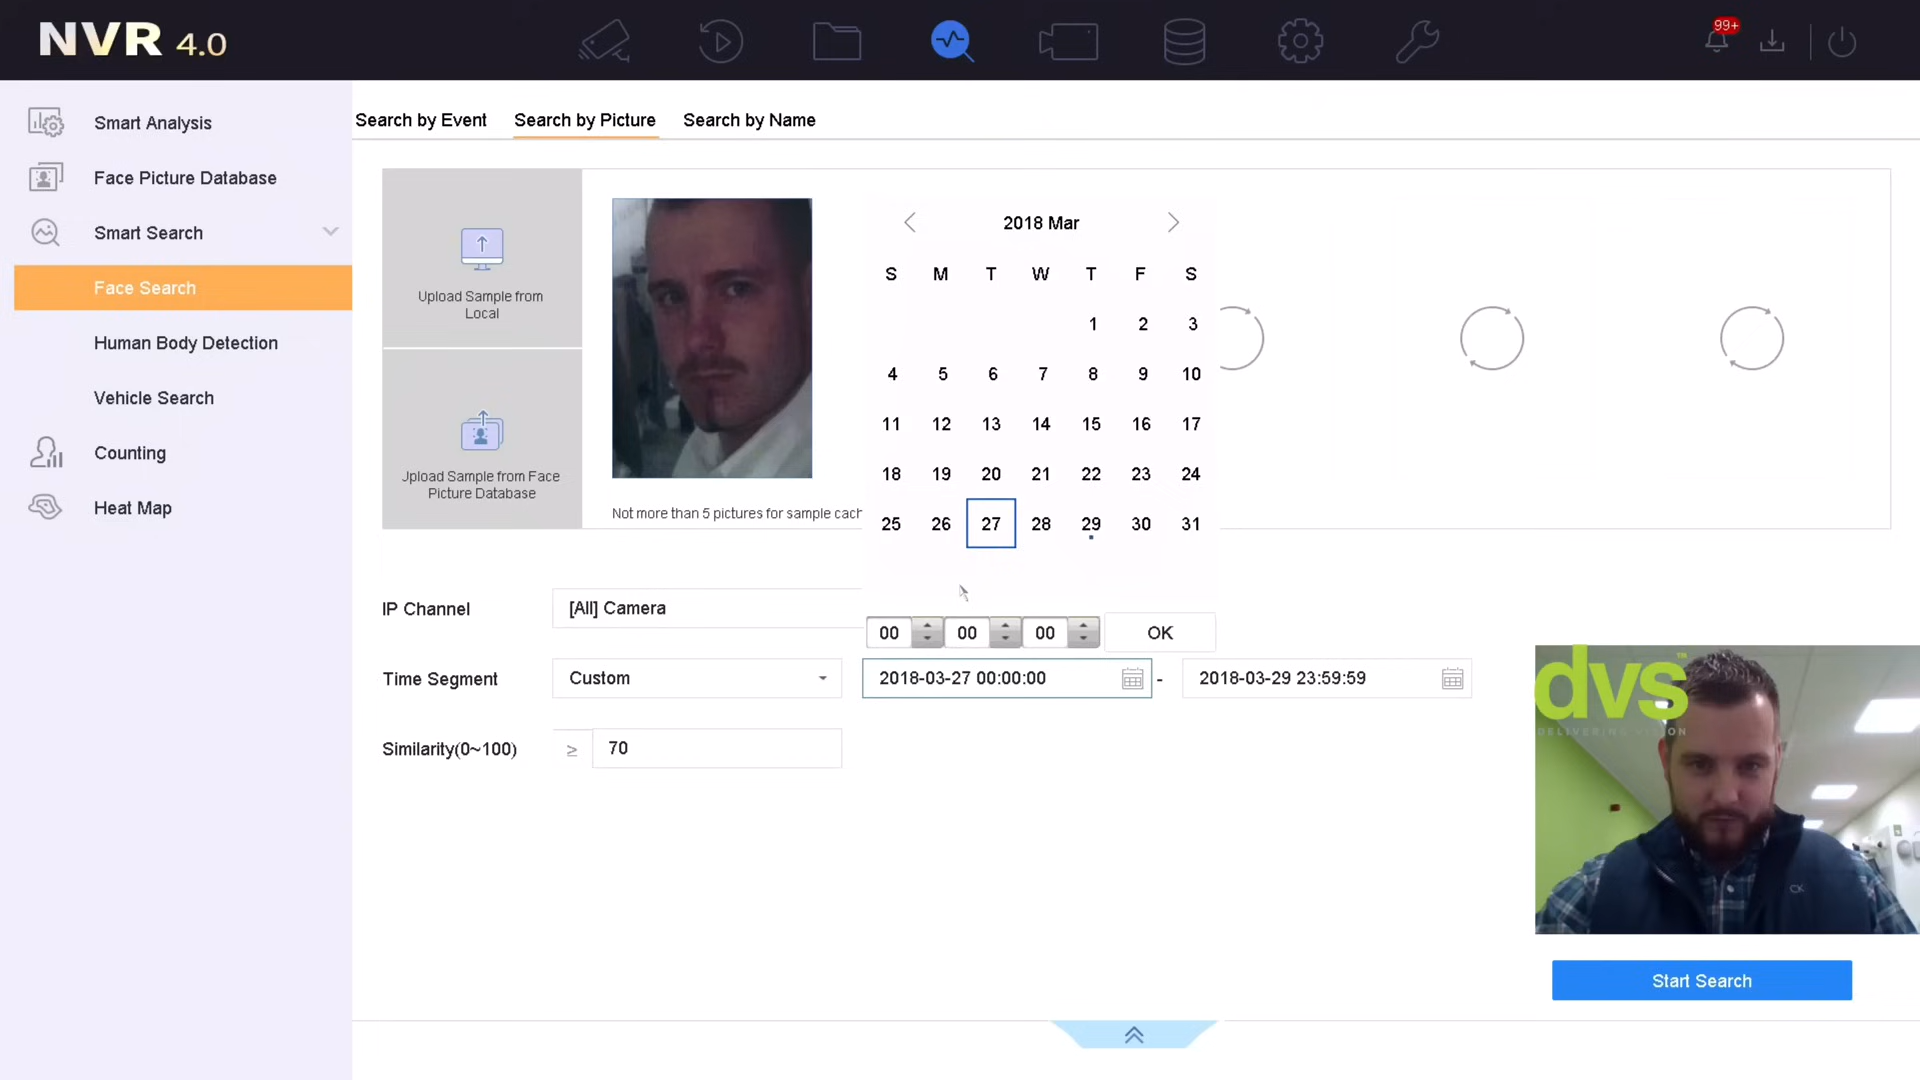 NVR 4.0
99+
Smart Analysis
Face Picture Database
Smart Search
Face Search
Human Body Detection
Vehicle Search
Counting
Heat Map
Search by Event
Search by Picture
Search by Name
Upload Sample from
Local
Upload Sample from Face
Picture Database
Not more than 5 pictures for sample cach
2018 Mar
S M T W T F S
1 2 3
4 5 6 7 8 9 10
11 12 13 14 15 16 17
18 19 20 21 22 23 24
25 26 27 28 29 30 31
00 00 00 OK
IP Channel [All] Camera
Time Segment Custom 2018-03-27 00:00:00 - 2018-03-29 23:59:59
Similarity(0~100) ≥ 70
dvs™
DELIVERING VISION
Start Search